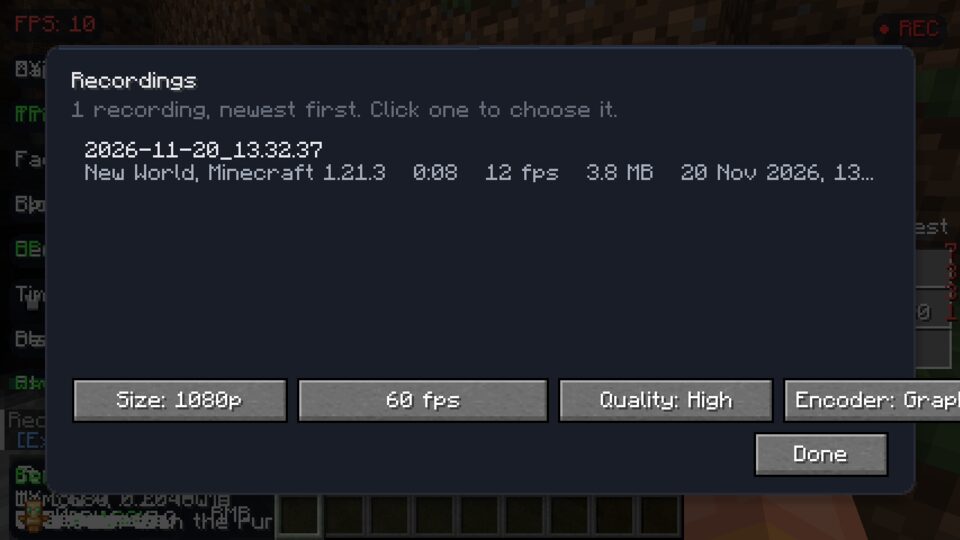 FPS: 10
REC
Recordings
1 recording, newest first. Click one to choose it.
2026-11-20_13.32.37
New World, Minecraft 1.21.3 0:08 12 fps 3.8 MB 20 Nov 2026, 13...
Size: 1080p
60 fps
Quality: High
Encoder: Grap
Done